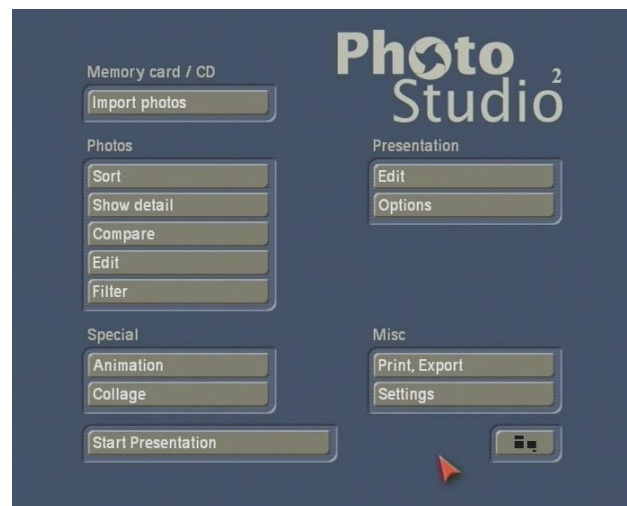 Photo
Studio 2
Memory card / CD
Import photos
Photos
Sort
Show detail
Compare
Edit
Filter
Presentation
Edit
Options
Special
Animation
Collage
Misc
Print, Export
Settings
Start Presentation